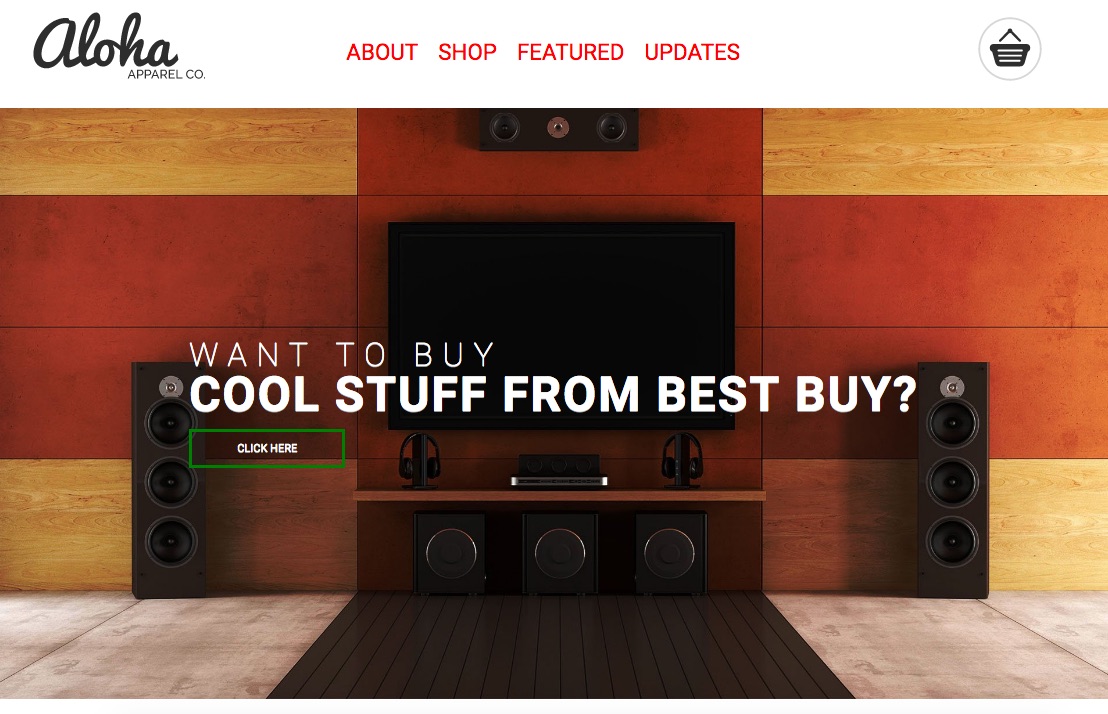 Aloha
APPAREL CO.
ABOUT SHOP FEATURED UPDATES
WANT TO BUY
COOL STUFF FROM BEST BUY?
CLICK HERE